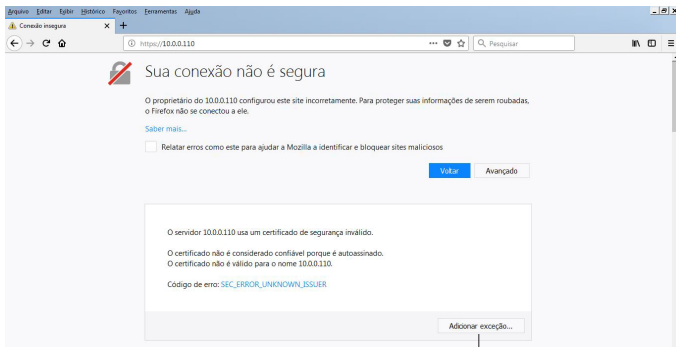 Arquivo Editar Exibir Histórico Favoritos Ferramentas Ajuda
Conexão insegura
https://10.0.0.110
Pesquisar
Sua conexão não é segura
O proprietário do 10.0.0.110 configurou este site incorretamente. Para proteger suas informações de serem roubadas,
o Firefox não se conectou a ele.
Saber mais...
Relatar erros como este para ajudar a Mozilla a identificar e bloquear sites maliciosos
Voltar Avançado
O servidor 10.0.0.110 usa um certificado de segurança inválido.
O certificado não é considerado confiável porque é autoassinado.
O certificado não é válido para o nome 10.0.0.110.
Código de erro: SEC_ERROR_UNKNOWN_ISSUER
Adicionar exceção...